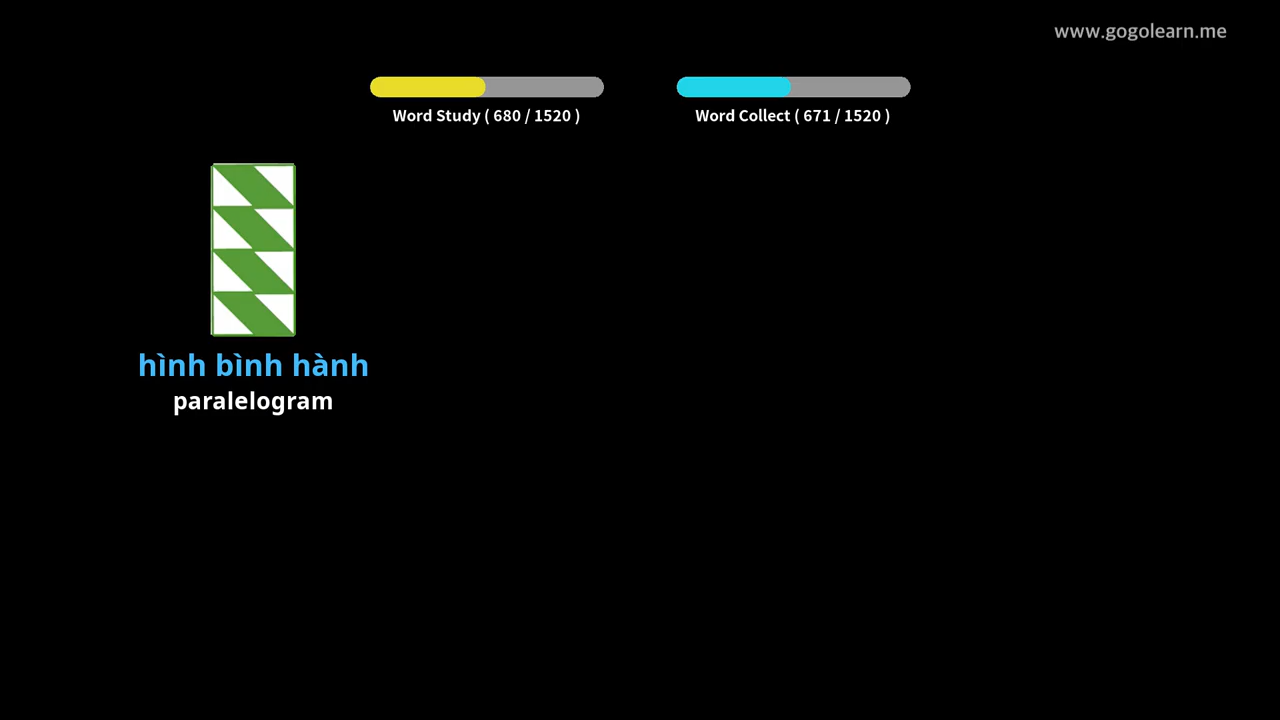 www.gogolearn.me
Word Study ( 680 / 1520 )
Word Collect ( 671 / 1520 )
hình bình hành
paralelogram